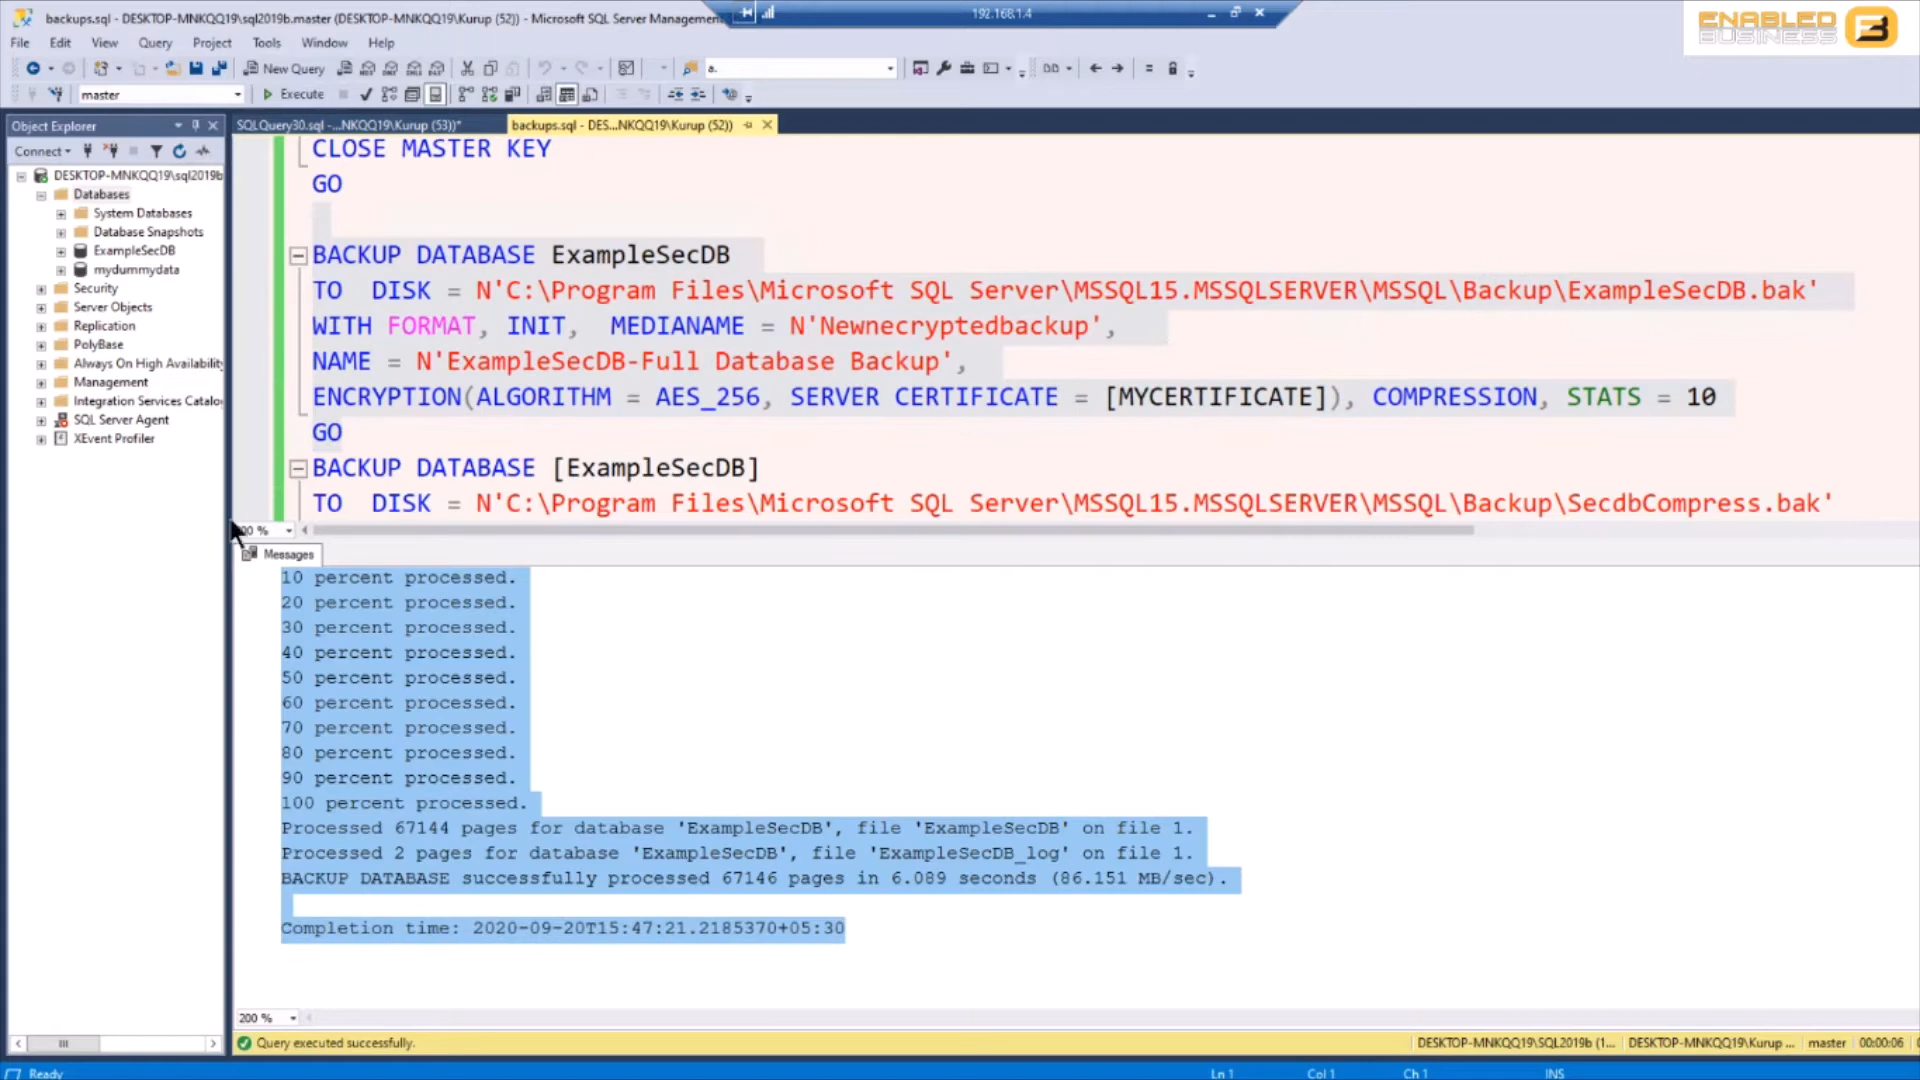 backups.sql - DESKTOP-MNKQQ19\sql2019b.master (DESKTOP-MNKQQ19\Kurup (52)) - Microsoft SQL Server Management
192.168.1.4
ENABLED
BUSINESS
File Edit View Query Project Tools Window Help
New Query
a.
master
Execute
Object Explorer
SQLQuery30.sql -...NKQQ19\Kurup (53))*
backups.sql - DES...NKQQ19\Kurup (52))
Connect
DESKTOP-MNKQQ19\sql2019b
Databases
System Databases
Database Snapshots
ExampleSecDB
mydummydata
Security
Server Objects
Replication
PolyBase
Always On High Availability
Management
Integration Services Catalo
SQL Server Agent
XEvent Profiler
CLOSE MASTER KEY
GO
BACKUP DATABASE ExampleSecDB
TO DISK = N'C:\Program Files\Microsoft SQL Server\MSSQL15.MSSQLSERVER\MSSQL\Backup\ExampleSecDB.bak'
WITH FORMAT, INIT, MEDIANAME = N'Newnecryptedbackup',
NAME = N'ExampleSecDB-Full Database Backup',
ENCRYPTION(ALGORITHM = AES_256, SERVER CERTIFICATE = [MYCERTIFICATE]), COMPRESSION, STATS = 10
GO
BACKUP DATABASE [ExampleSecDB]
TO DISK = N'C:\Program Files\Microsoft SQL Server\MSSQL15.MSSQLSERVER\MSSQL\Backup\SecdbCompress.bak'
Messages
10 percent processed.
20 percent processed.
30 percent processed.
40 percent processed.
50 percent processed.
60 percent processed.
70 percent processed.
80 percent processed.
90 percent processed.
100 percent processed.
Processed 67144 pages for database 'ExampleSecDB', file 'ExampleSecDB' on file 1.
Processed 2 pages for database 'ExampleSecDB', file 'ExampleSecDB_log' on file 1.
BACKUP DATABASE successfully processed 67146 pages in 6.089 seconds (86.151 MB/sec).
Completion time: 2020-09-20T15:47:21.2185370+05:30
200 %
Query executed successfully.
DESKTOP-MNKQQ19\SQL2019b (1... DESKTOP-MNKQQ19\Kurup ... master 00:00:06
Ready
Ln 1 Col 1 Ch 1 INS